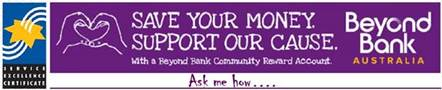 SAVE YOUR MONEY.
SUPPORT OUR CAUSE.
With a Beyond Bank Community Reward Account.
Beyond
Bank
AUSTRALIA
SERVICE
EXCELLENCE
CERTIFICATE
Ask me how....